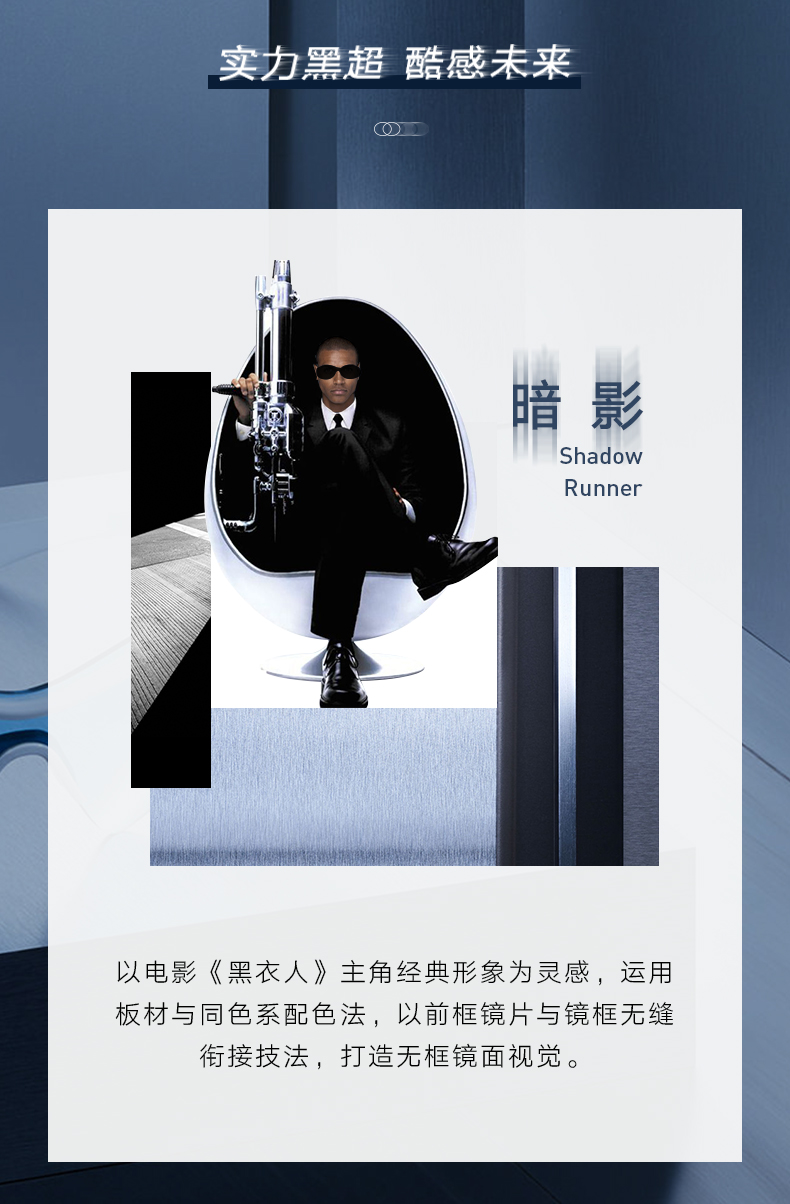 实力黑超 酷感未来
暗 影
Shadow
Runner
以电影《黑衣人》主角经典形象为灵感，运用
板材与同色系配色法，以前框镜片与镜框无缝
衔接技法，打造无框镜面视觉。